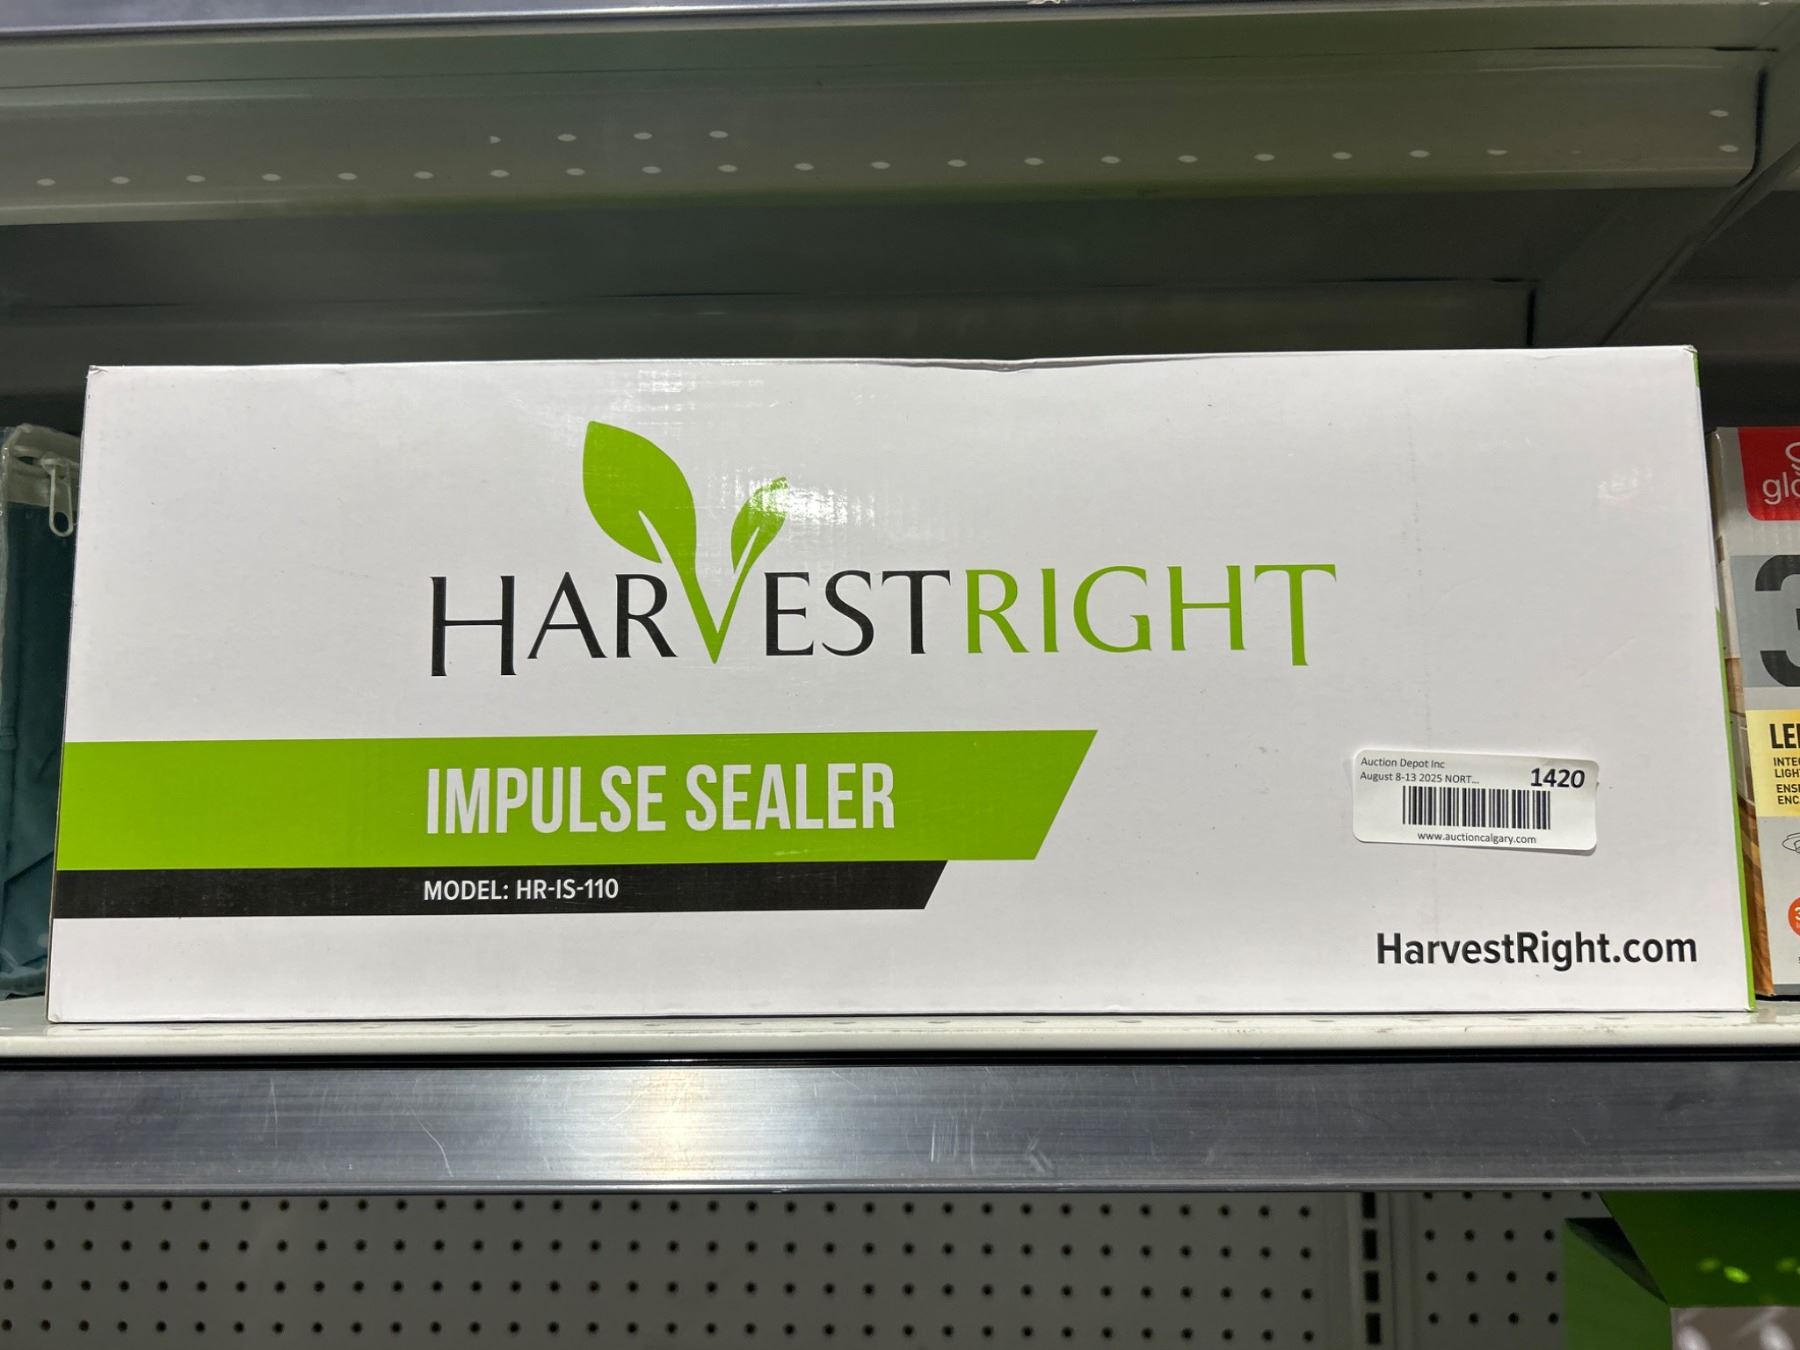 HARVESTRIGHT
IMPULSE SEALER
MODEL: HR-IS-110
Auction Depot Inc
August 8-13 2025 NORT...
1420
www.auctioncalgary.com
HarvestRight.com